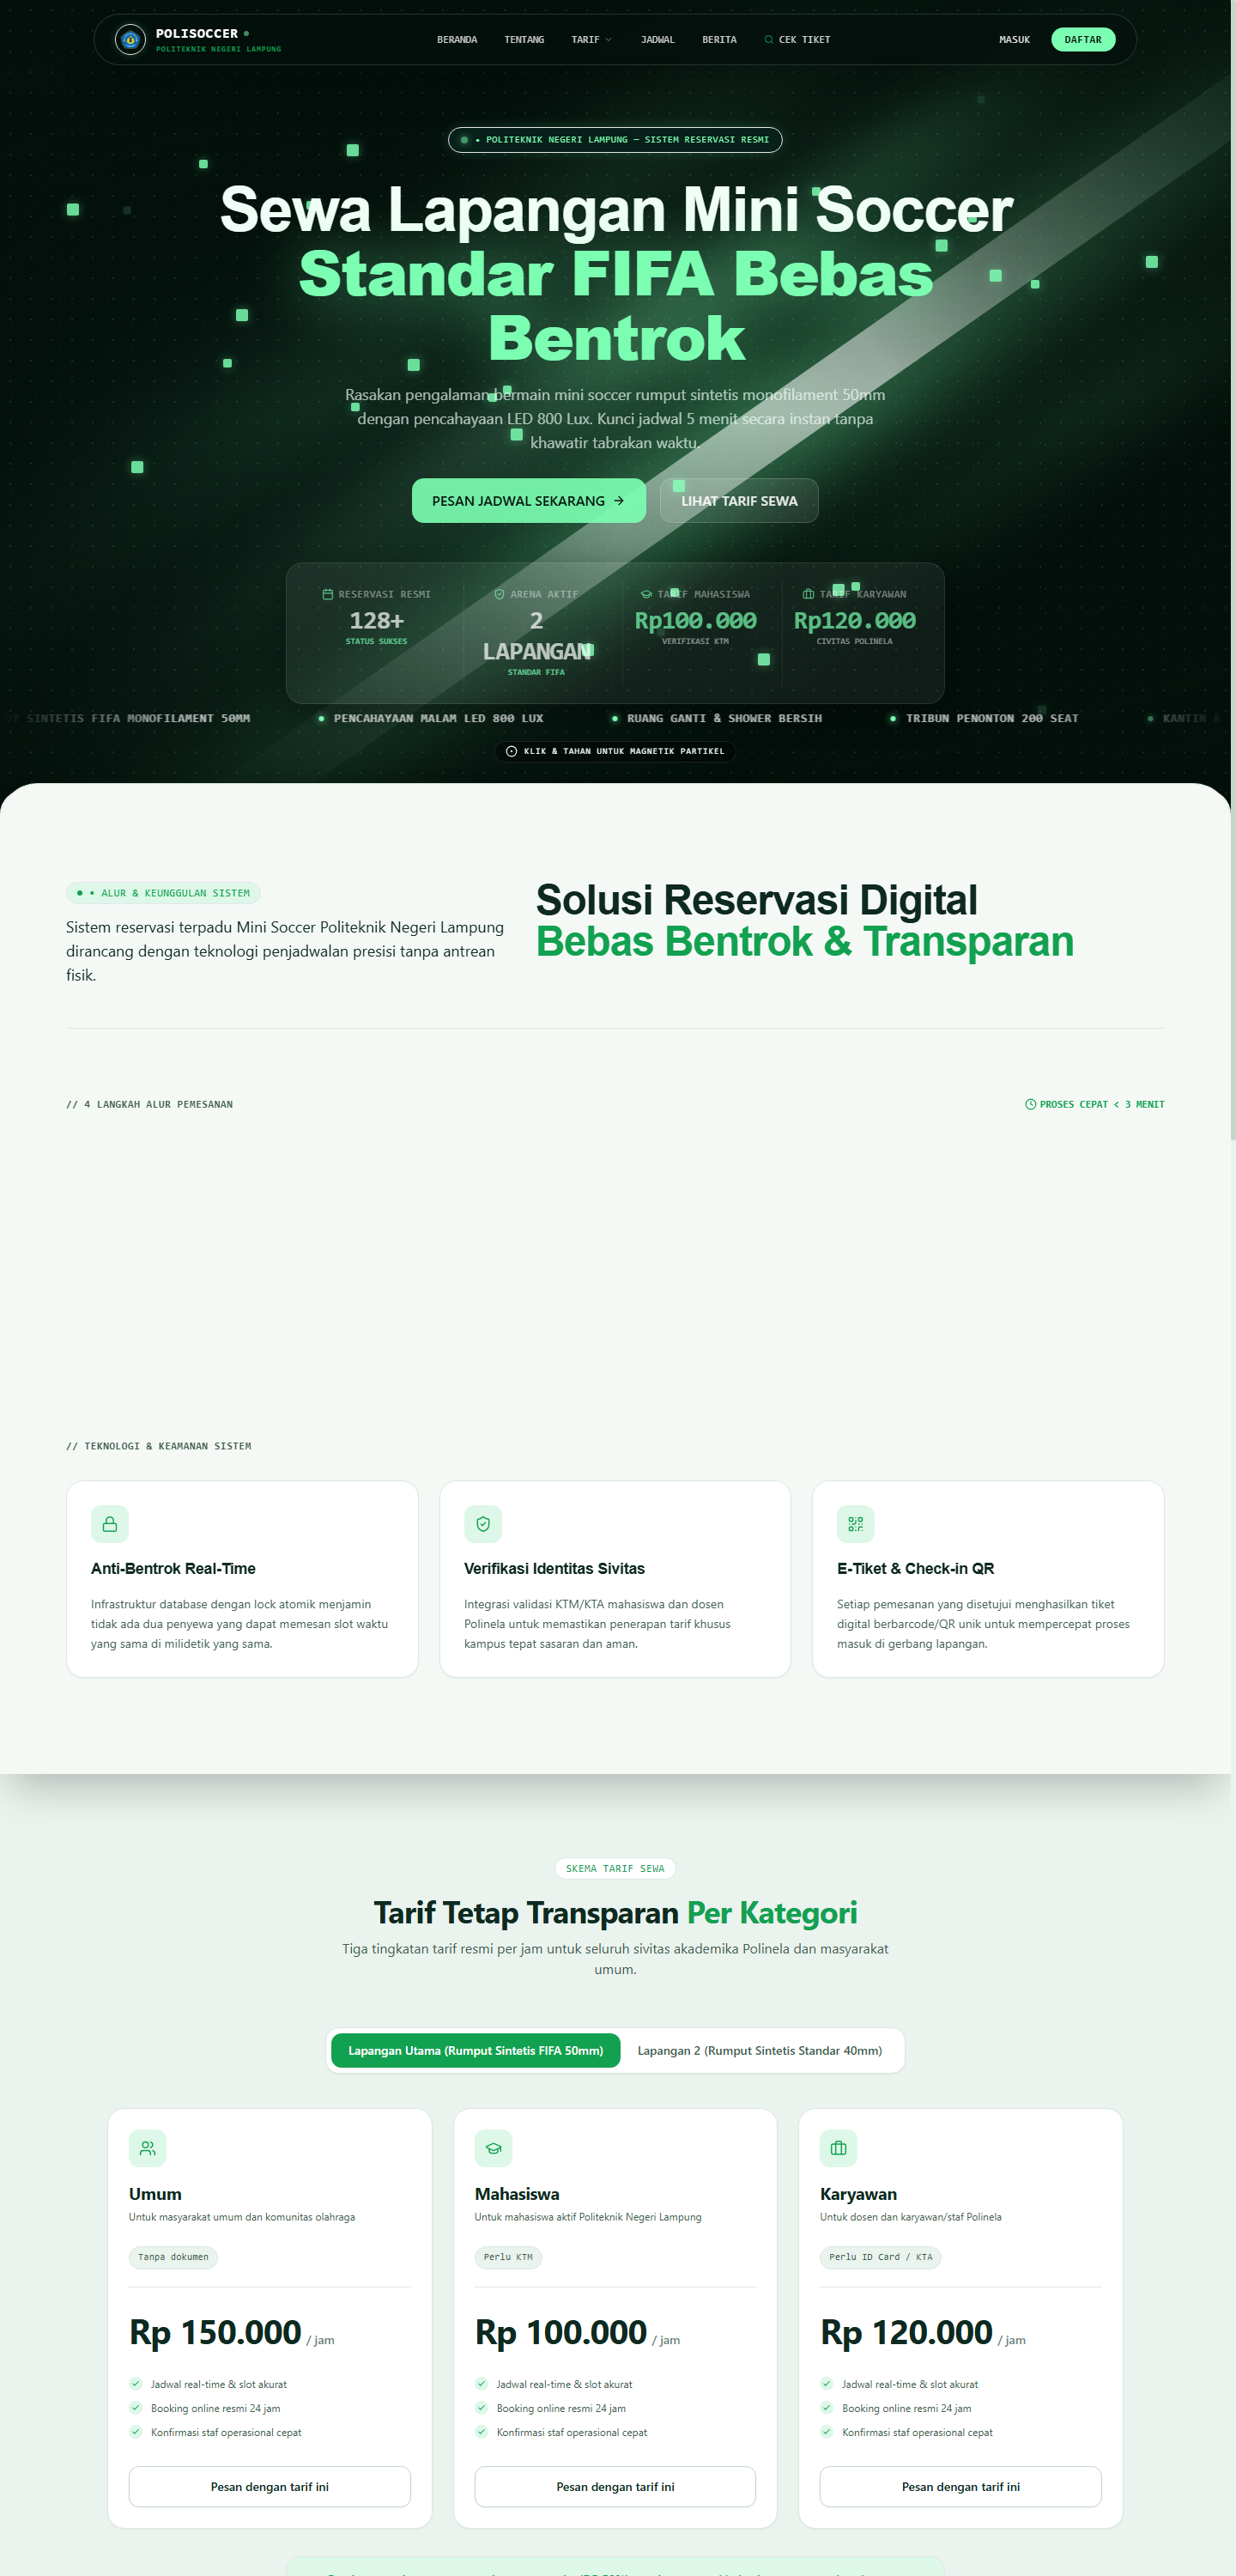 POLISOCCER
POLITEKNIK NEGERI LAMPUNG
BERANDA
TENTANG
TARIF
JADWAL
BERITA
CEK TIKET
MASUK
DAFTAR
• POLITEKNIK NEGERI LAMPUNG — SISTEM RESERVASI RESMI
Sewa Lapangan Mini Soccer
Standar FIFA Bebas
Bentrok
Rasakan pengalaman bermain mini soccer rumput sintetis monofilament 50mm
dengan pencahayaan LED 800 Lux. Kunci jadwal 5 menit secara instan tanpa
khawatir tabrakan waktu.
PESAN JADWAL SEKARANG →
LIHAT TARIF SEWA
RESERVASI RESMI
128+
STATUS SUKSES
ARENA AKTIF
2
LAPANGAN
STANDAR FIFA
TARIF MAHASISWA
Rp100.000
VERIFIKASI KTM
TARIF KARYAWAN
Rp120.000
CIVITAS POLINELA
SINTETIS FIFA MONOFILAMENT 50MM
PENCAHAYAAN MALAM LED 800 LUX
RUANG GANTI & SHOWER BERSIH
TRIBUN PENONTON 200 SEAT
KANTIN &
KLIK & TAHAN UNTUK MAGNETIK PARTIKEL
• ALUR & KEUNGGULAN SISTEM
Sistem reservasi terpadu Mini Soccer Politeknik Negeri Lampung
dirancang dengan teknologi penjadwalan presisi tanpa antrean
fisik.
Solusi Reservasi Digital
Bebas Bentrok & Transparan
// 4 LANGKAH ALUR PEMESANAN
PROSES CEPAT < 3 MENIT
// TEKNOLOGI & KEAMANAN SISTEM
Anti-Bentrok Real-Time
Infrastruktur database dengan lock atomik menjamin
tidak ada dua penyewa yang dapat memesan slot waktu
yang sama di milidetik yang sama.
Verifikasi Identitas Sivitas
Integrasi validasi KTM/KTA mahasiswa dan dosen
Polinela untuk memastikan penerapan tarif khusus
kampus tepat sasaran dan aman.
E-Tiket & Check-in QR
Setiap pemesanan yang disetujui menghasilkan tiket
digital berbarcode/QR unik untuk mempercepat proses
masuk di gerbang lapangan.
SKEMA TARIF SEWA
Tarif Tetap Transparan Per Kategori
Tiga tingkatan tarif resmi per jam untuk seluruh sivitas akademika Polinela dan masyarakat
umum.
Lapangan Utama (Rumput Sintetis FIFA 50mm)
Lapangan 2 (Rumput Sintetis Standar 40mm)
Umum
Untuk masyarakat umum dan komunitas olahraga
Tanpa dokumen
Rp 150.000 / jam
Jadwal real-time & slot akurat
Booking online resmi 24 jam
Konfirmasi staf operasional cepat
Pesan dengan tarif ini
Mahasiswa
Untuk mahasiswa aktif Politeknik Negeri Lampung
Perlu KTM
Rp 100.000 / jam
Jadwal real-time & slot akurat
Booking online resmi 24 jam
Konfirmasi staf operasional cepat
Pesan dengan tarif ini
Karyawan
Untuk dosen dan karyawan/staf Polinela
Perlu ID Card / KTA
Rp 120.000 / jam
Jadwal real-time & slot akurat
Booking online resmi 24 jam
Konfirmasi staf operasional cepat
Pesan dengan tarif ini